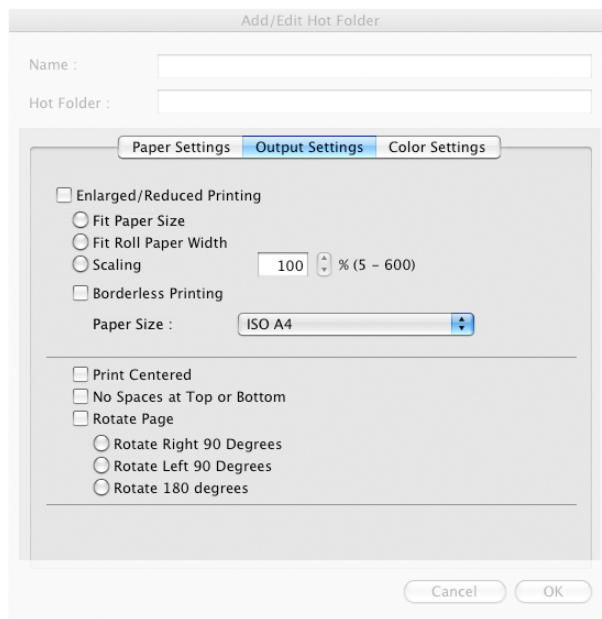 Add/Edit Hot Folder
Name :
Hot Folder :
Paper Settings Output Settings Color Settings
Enlarged/Reduced Printing
Fit Paper Size
Fit Roll Paper Width
Scaling 100 % (5 – 600)
Borderless Printing
Paper Size : ISO A4
Print Centered
No Spaces at Top or Bottom
Rotate Page
Rotate Right 90 Degrees
Rotate Left 90 Degrees
Rotate 180 degrees
Cancel OK